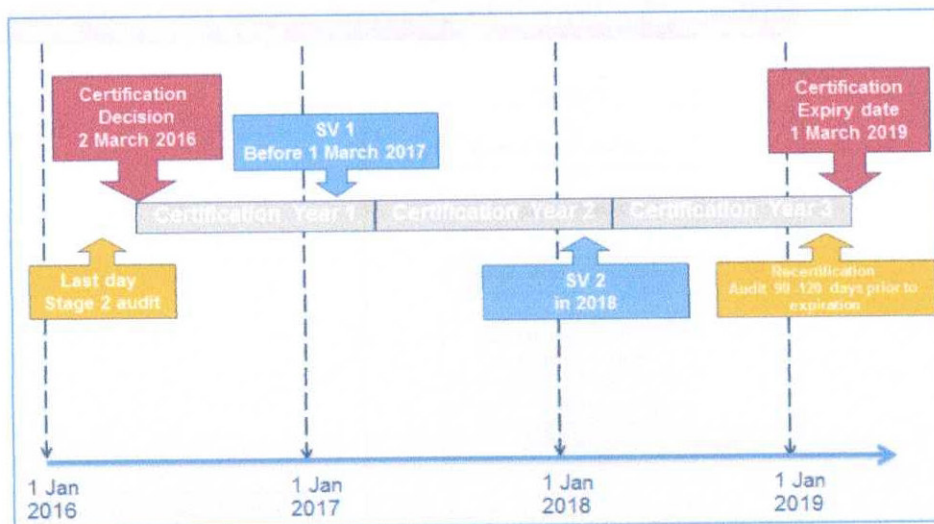 Certification
Decision
2 March 2016
SV 1
Before 1 March 2017
Certification
Expiry date
1 March 2019
Certification Year 1
Certification Year 2
Certification Year 3
Last day
Stage 2 audit
SV 2
in 2018
Recertification
Audit 90 -120 days prior to
expiration
1 Jan
2016
1 Jan
2017
1 Jan
2018
1 Jan
2019